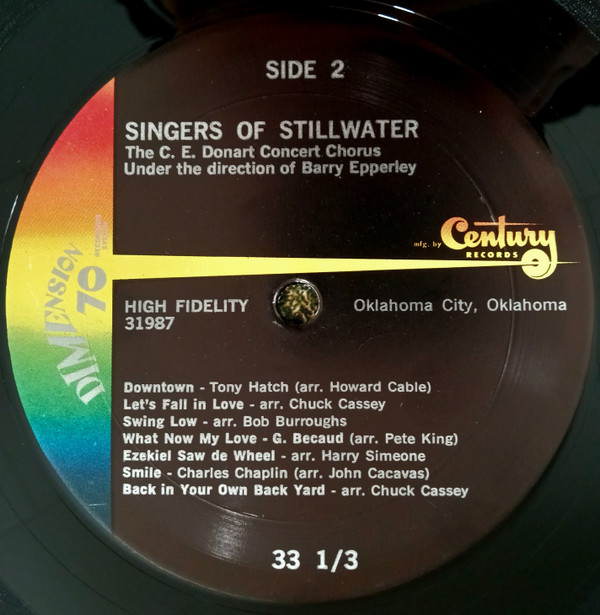 SIDE 2
SINGERS OF STILLWATER
The C. E. Donart Concert Chorus
Under the direction of Barry Epperley
mfg. by Century
RECORDS
DIMENSION
70
RECORDING
SYSTEM
HIGH FIDELITY
31987
Oklahoma City, Oklahoma
Downtown - Tony Hatch (arr. Howard Cable)
Let's Fall in Love - arr. Chuck Cassey
Swing Low - arr. Bob Burroughs
What Now My Love - G. Becaud (arr. Pete King)
Ezekiel Saw de Wheel - arr. Harry Simeone
Smile - Charles Chaplin (arr. John Cacavas)
Back in Your Own Back Yard - arr. Chuck Cassey
33 1/3